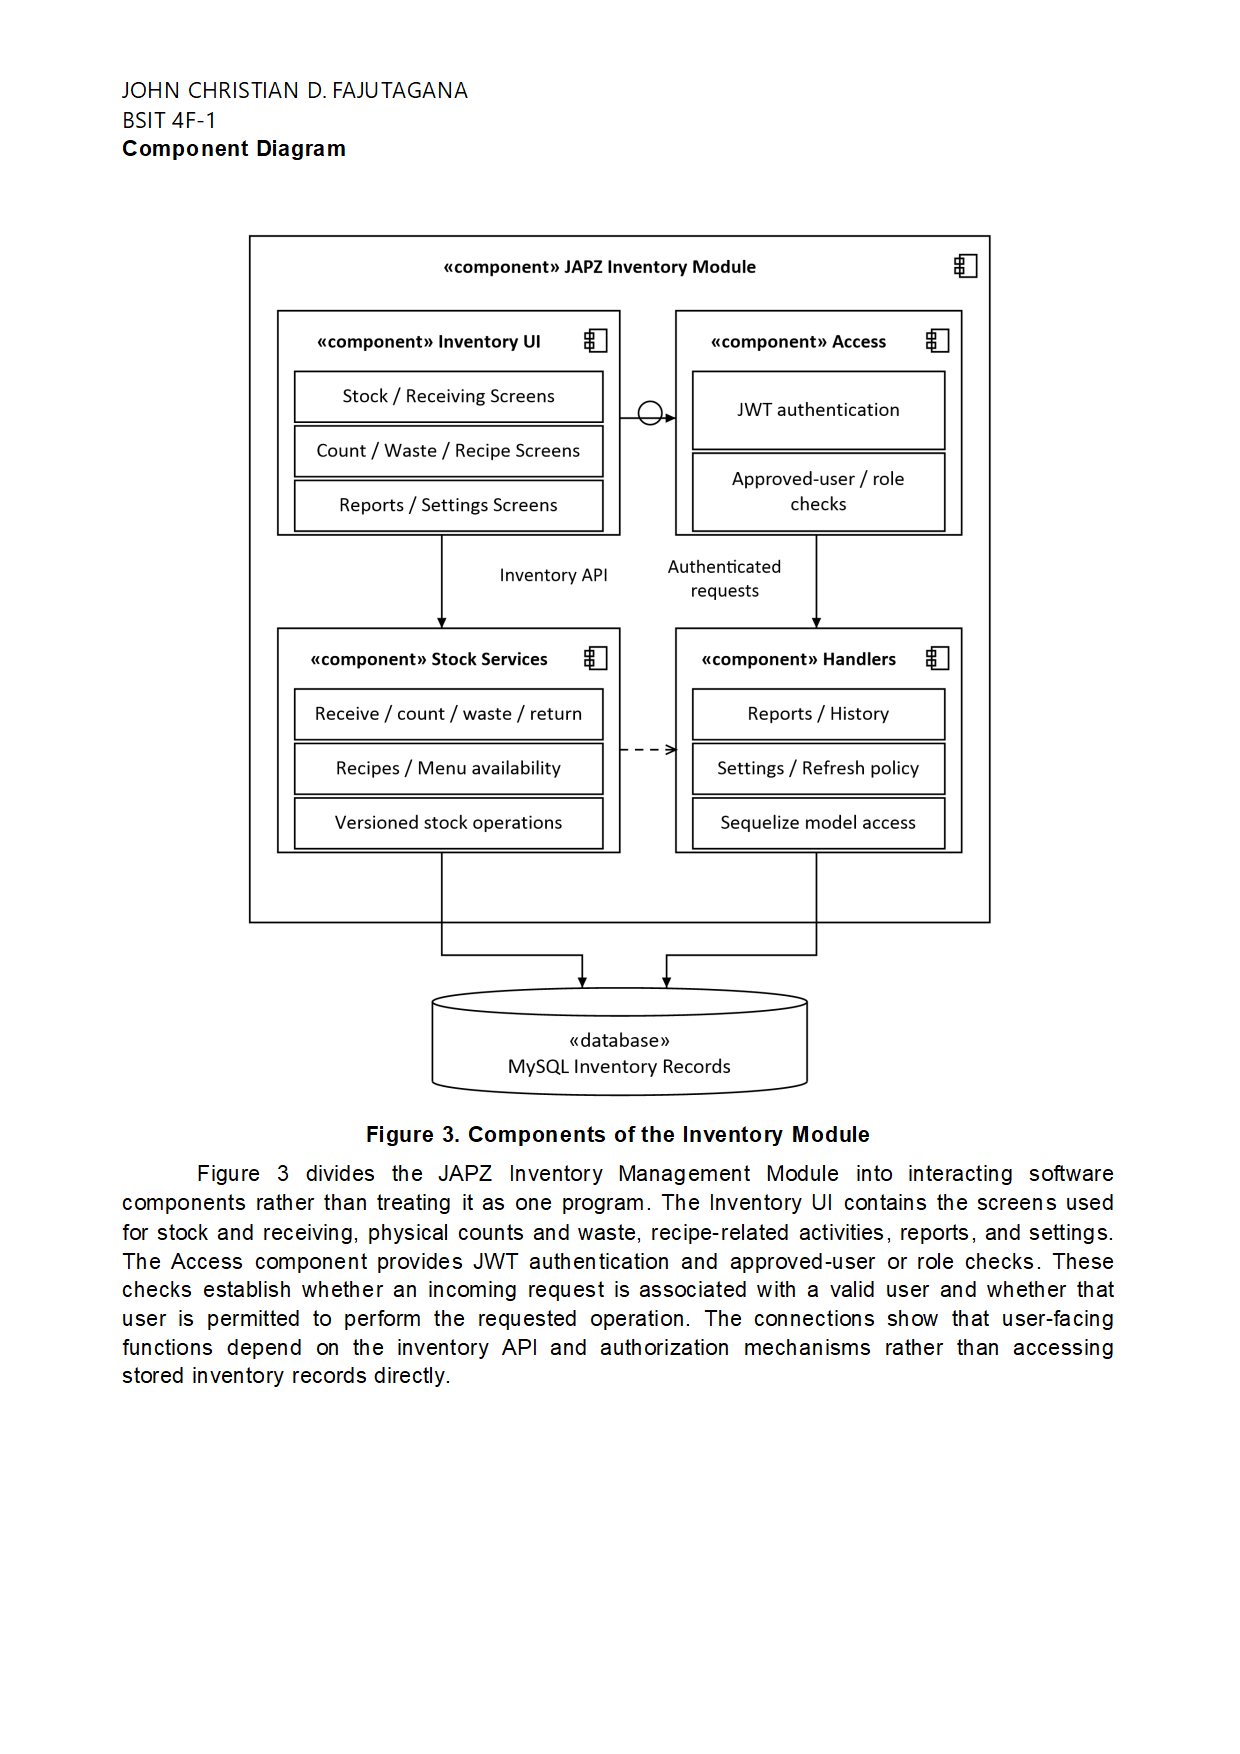 JOHN CHRISTIAN D. FAJUTAGANA
BSIT 4F-1
Component Diagram
«component» JAPZ Inventory Module
«component» Inventory UI
Stock / Receiving Screens
Count / Waste / Recipe Screens
Reports / Settings Screens
«component» Access
JWT authentication
Approved-user / role
checks
Inventory API
Authenticated
requests
«component» Stock Services
Receive / count / waste / return
Recipes / Menu availability
Versioned stock operations
«component» Handlers
Reports / History
Settings / Refresh policy
Sequelize model access
«database»
MySQL Inventory Records
Figure 3. Components of the Inventory Module
Figure 3 divides the JAPZ Inventory Management Module into interacting software
components rather than treating it as one program. The Inventory UI contains the screens used
for stock and receiving, physical counts and waste, recipe-related activities, reports, and settings.
The Access component provides JWT authentication and approved-user or role checks. These
checks establish whether an incoming request is associated with a valid user and whether that
user is permitted to perform the requested operation. The connections show that user-facing
functions depend on the inventory API and authorization mechanisms rather than accessing
stored inventory records directly.